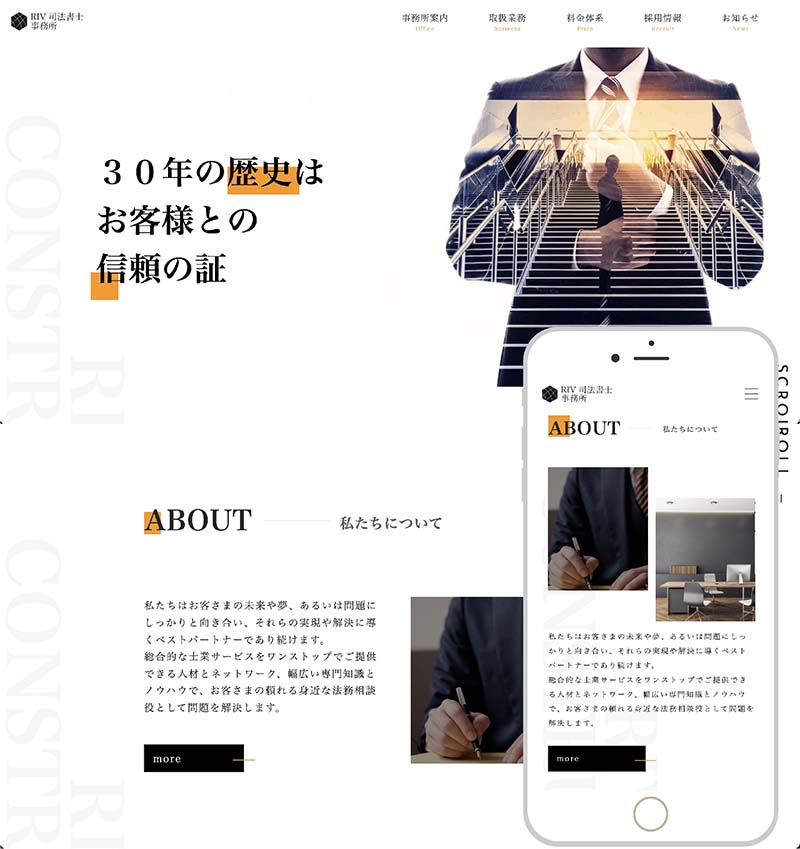 RIV 司法書士
事務所
事務所案内 取扱業務 料金体系 採用情報 お知らせ
Office Business Price Recruit News
３０年の歴史は
お客様との
信頼の証
CONSTR
RI
SCROIROLL
ABOUT 私たちについて
私たちはお客さまの未来や夢、あるいは問題に
しっかりと向き合い、それらの実現や解決に導
くベストパートナーであり続けます。
総合的な士業サービスをワンストップでご提供
できる人材とネットワーク、幅広い専門知識と
ノウハウで、お客さまの頼れる身近な法務相談
役として問題を解決します。
more
CONSTR
RI
RIV 司法書士
事務所
ABOUT 私たちについて
私たちはお客さまの未来や夢、あるいは問題にしっ
かりと向き合い、それらの実現や解決に導くベスト
パートナーであり続けます。
総合的な士業サービスをワンストップでご提供でき
る人材とネットワーク、幅広い専門知識とノウハウ
で、お客さまの頼れる身近な法務相談役として問題を
解決します。
more